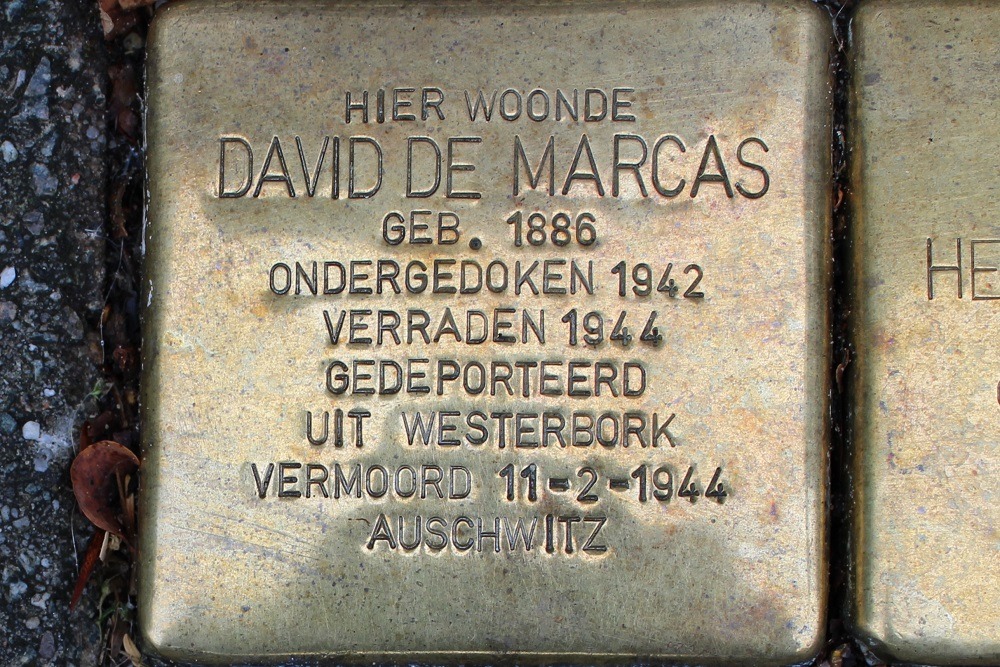 HIER WOONDE
DAVID DE MARCAS
GEB. 1886
ONDERGEDOKEN 1942
VERRADEN 1944
GEDEPORTEERD
UIT WESTERBORK
VERMOORD 11-2-1944
AUSCHWITZ